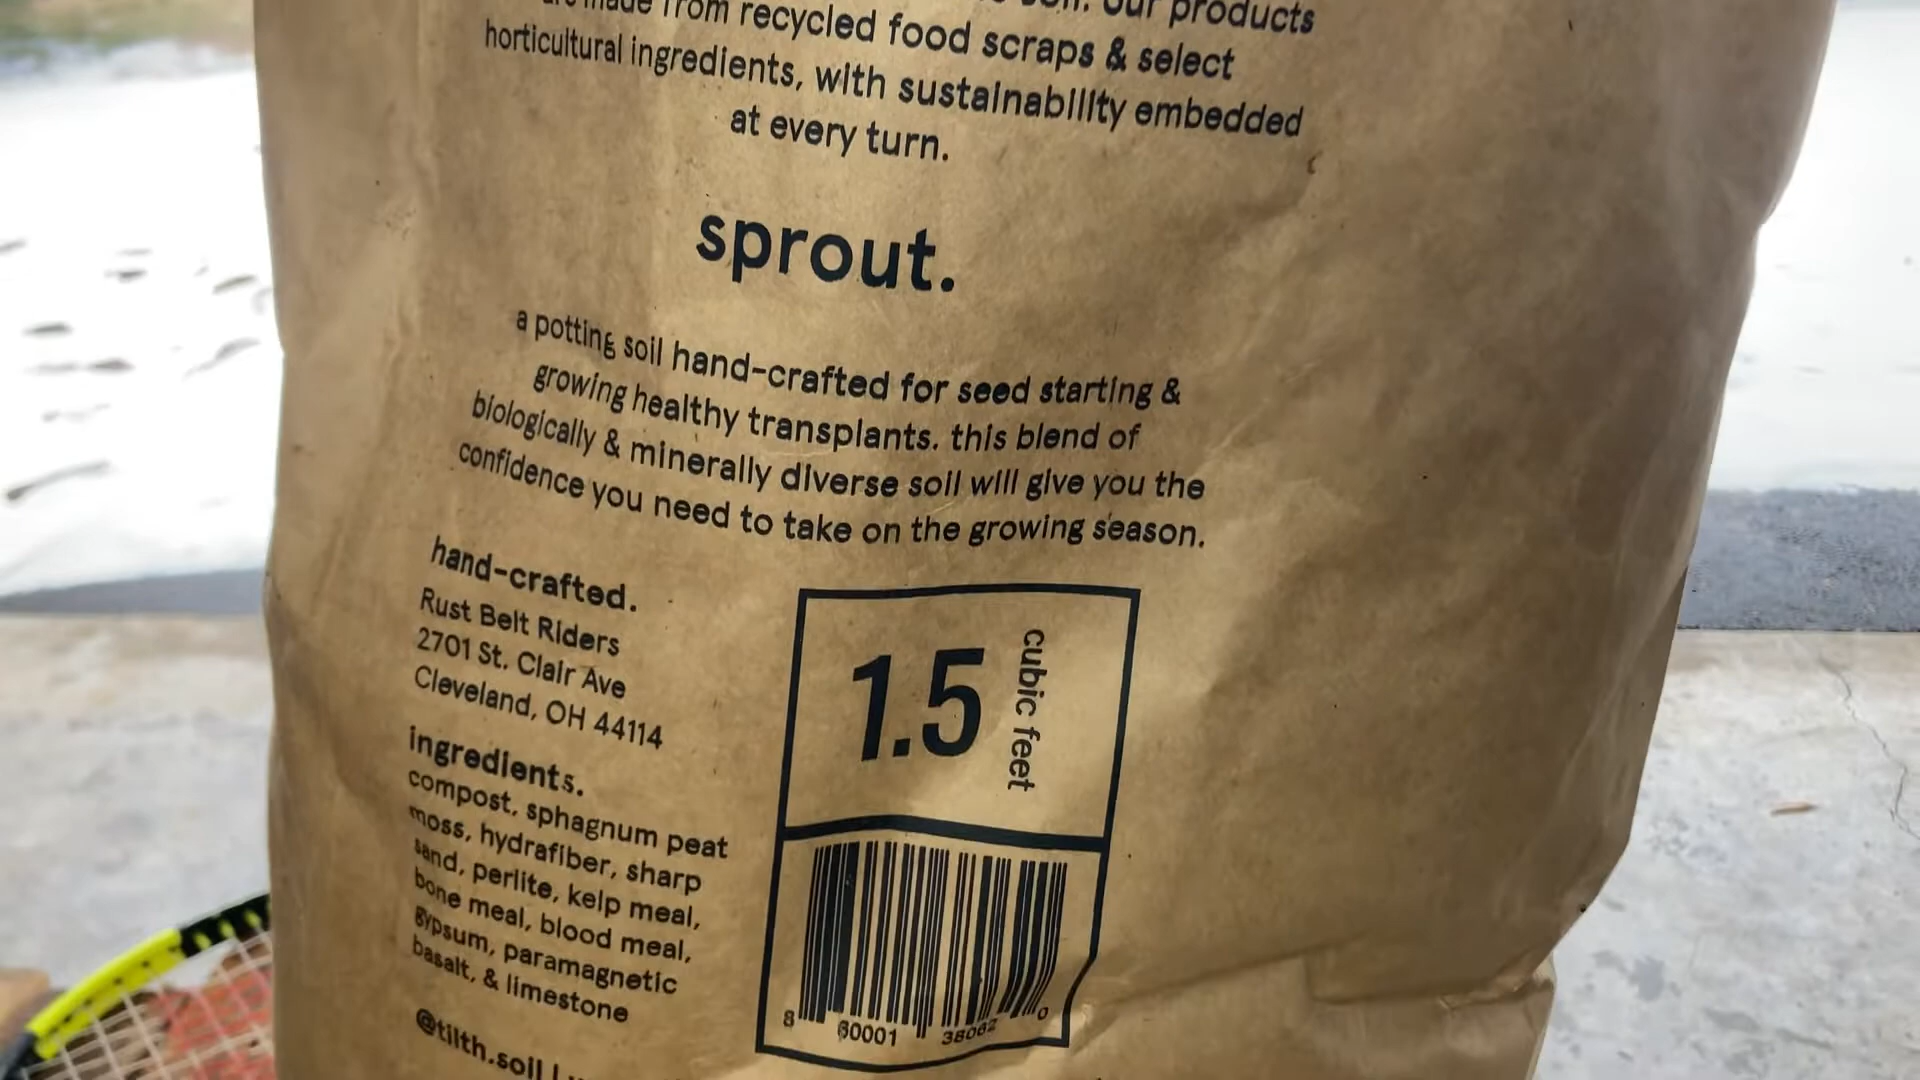 soil. our products
made from recycled food scraps & select
horticultural ingredients, with sustainability embedded
at every turn.
sprout.
a potting soil hand-crafted for seed starting &
growing healthy transplants. this blend of
biologically & minerally diverse soil will give you the
confidence you need to take on the growing season.
hand-crafted.
Rust Belt Riders
2701 St. Clair Ave
Cleveland, OH 44114
ingredients.
compost, sphagnum peat
moss, hydrafiber, sharp
sand, perlite, kelp meal,
bone meal, blood meal,
gypsum, paramagnetic
basalt, & limestone
@tilth.soil |
1.5
cubic feet
8 60001 38062 0